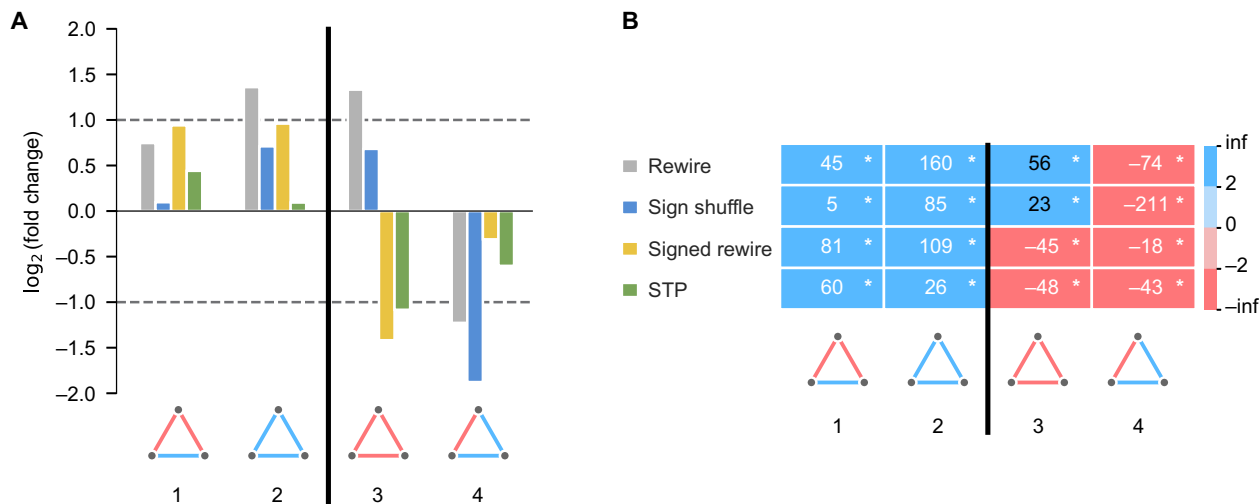 A
2.0
1.5
1.0
0.5
0.0
−0.5
−1.0
−1.5
−2.0
log2 (fold change)
1 2 3 4
B
Rewire
Sign shuffle
Signed rewire
STP
45 * 160 * 56 * −74 *
5 * 85 * 23 * −211 *
81 * 109 * −45 * −18 *
60 * 26 * −48 * −43 *
inf
2
0
−2
−inf
1 2 3 4